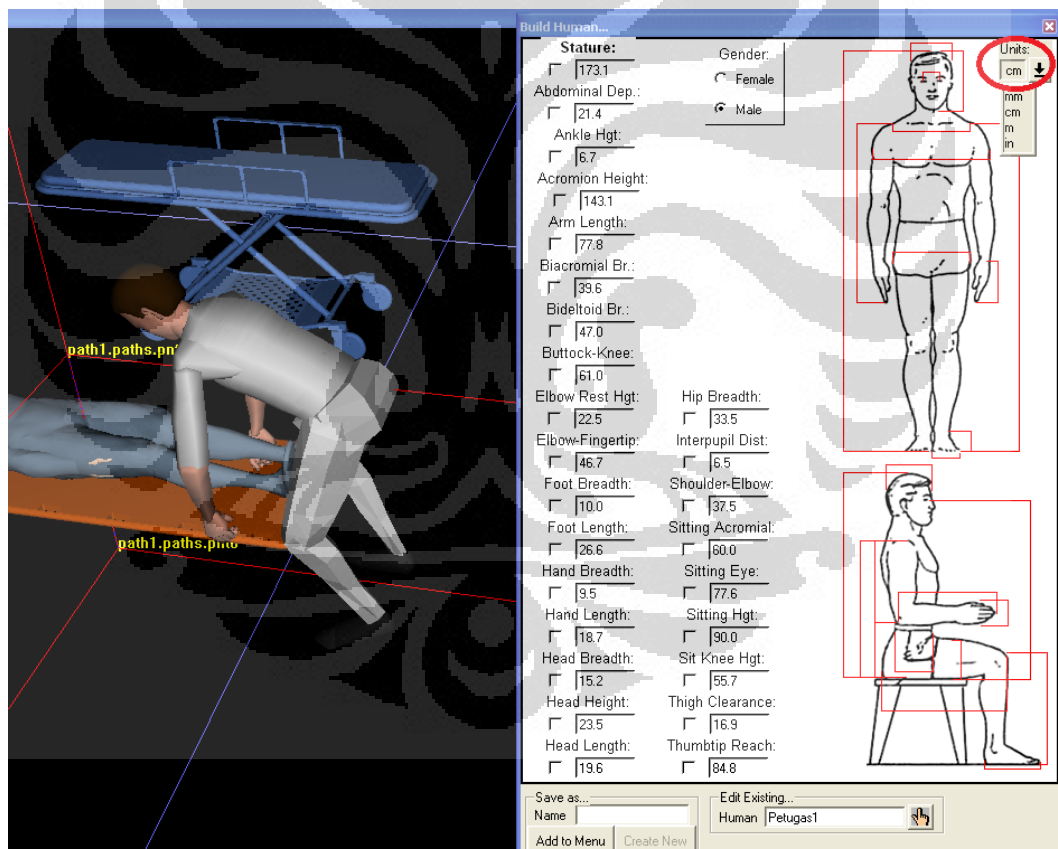 path1.paths.pn
path1.paths.pnt6
Build Human...
Stature:
173.1
Abdominal Dep.:
21.4
Ankle Hgt:
6.7
Acromion Height:
143.1
Arm Length:
77.8
Biacromial Br.:
39.6
Bideltoid Br.:
47.0
Buttock-Knee:
61.0
Elbow Rest Hgt:
22.5
Elbow-Fingertip:
46.7
Foot Breadth:
10.0
Foot Length:
26.6
Hand Breadth:
9.5
Hand Length:
18.7
Head Breadth:
15.2
Head Height:
23.5
Head Length:
19.6
Gender:
Female
Male
Hip Breadth:
33.5
Interpupil Dist:
6.5
Shoulder-Elbow:
37.5
Sitting Acromial:
60.0
Sitting Eye:
77.6
Sitting Hgt:
90.0
Sit Knee Hgt:
55.7
Thigh Clearance:
16.9
Thumbtip Reach:
84.8
Units:
cm
mm
cm
m
in
Save as...
Name
Add to Menu
Create New
Edit Existing...
Human
Petugas1